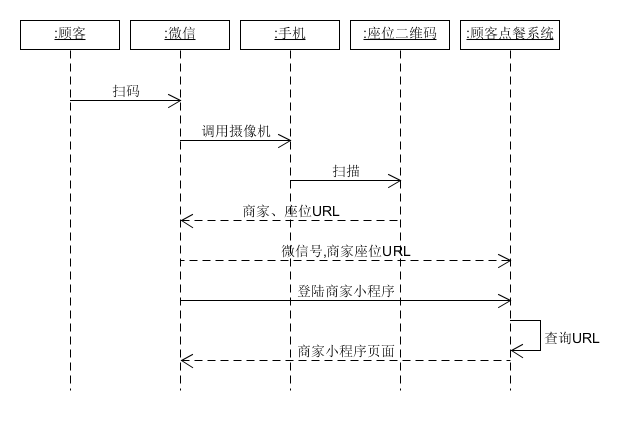 :顾客
:微信
:手机
:座位二维码
:顾客点餐系统
扫码
调用摄像机
扫描
商家、座位URL
微信号,商家座位URL
登陆商家小程序
查询URL
商家小程序页面